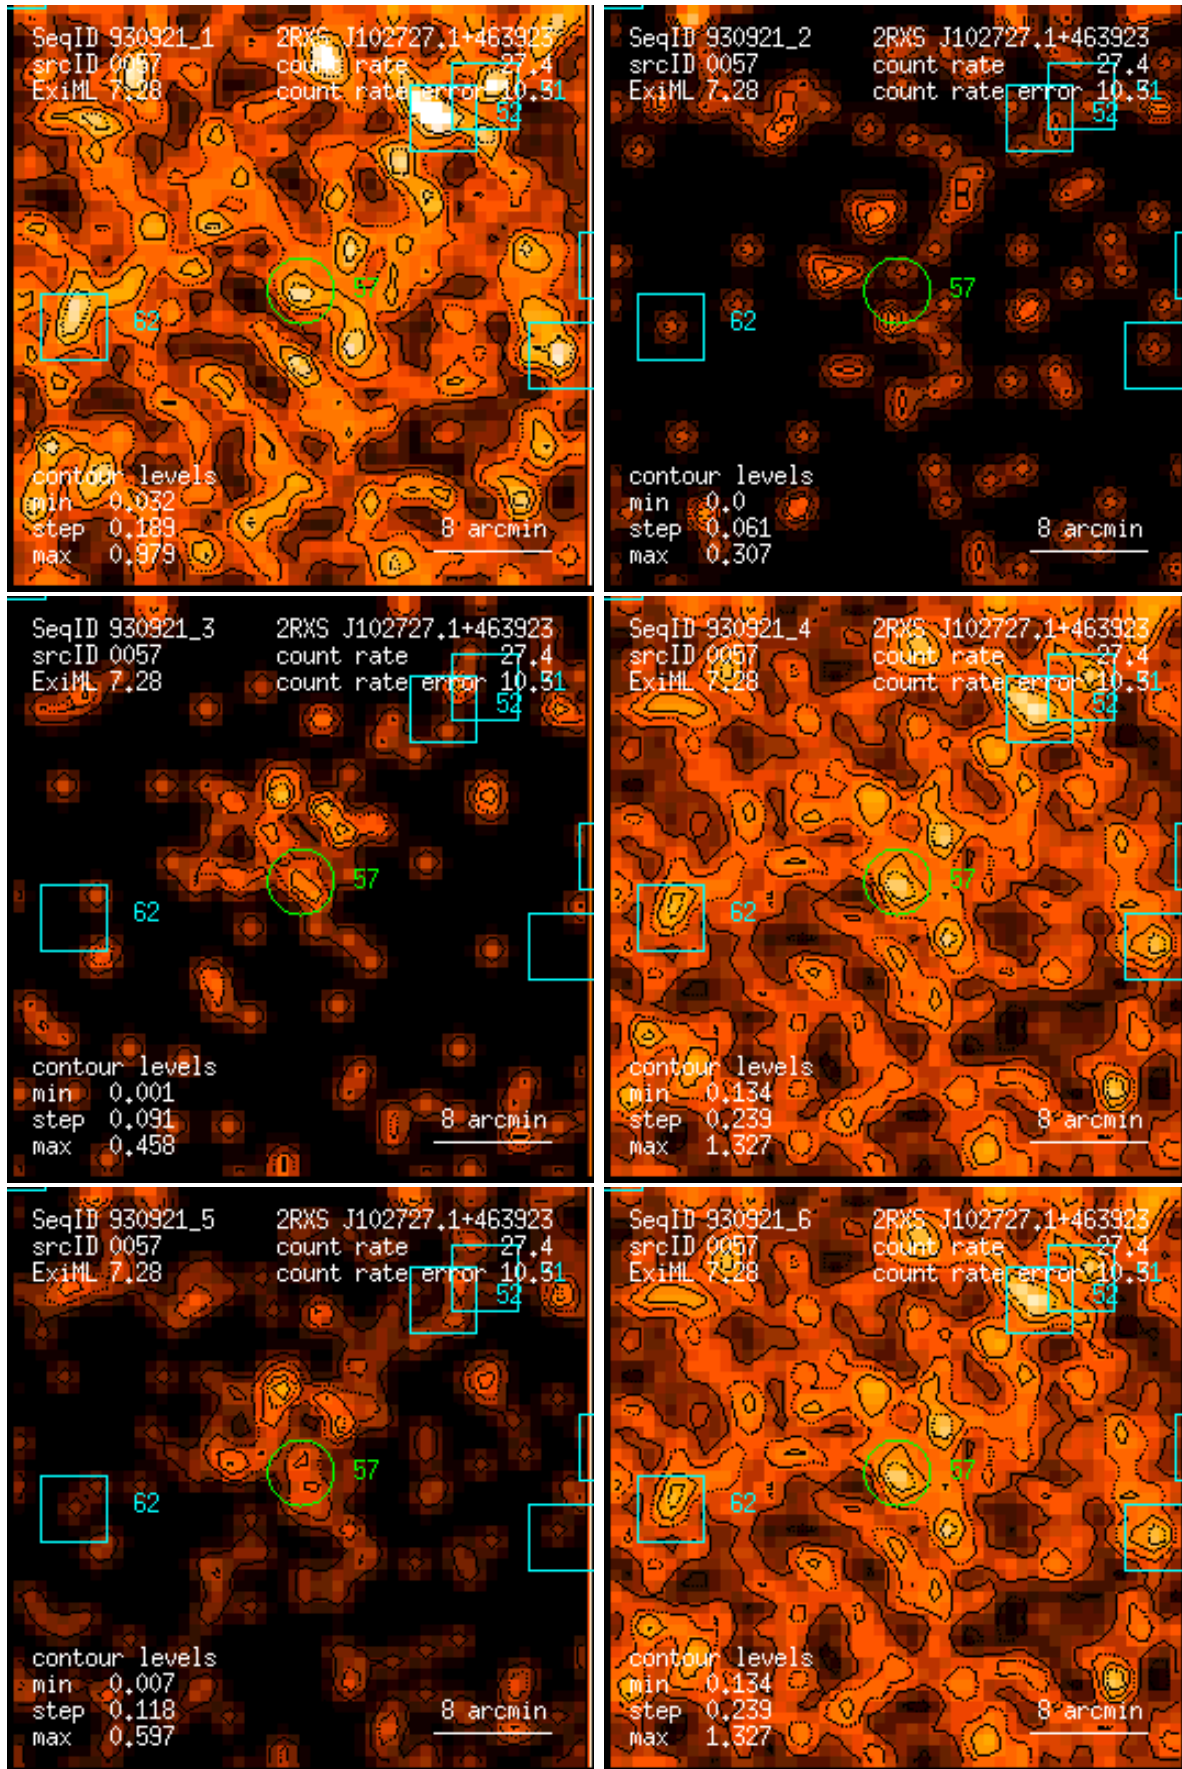 SeqID 930921_1 2RXS J102727.1+463923
srcID 0057 count rate 27.4
ExiML 7.28 count rate error 10.31
52
57
62
contour levels
min 0.032
step 0.189 8 arcmin
max 0.979
SeqID 930921_2 2RXS J102727.1+463923
srcID 0057 count rate 27.4
ExiML 7.28 count rate error 10.31
52
57
62
contour levels
min 0.0
step 0.061 8 arcmin
max 0.307
SeqID 930921_3 2RXS J102727.1+463923
srcID 0057 count rate 27.4
ExiML 7.28 count rate error 10.31
52
57
62
contour levels
min 0.001
step 0.091 8 arcmin
max 0.458
SeqID 930921_4 2RXS J102727.1+463923
srcID 0057 count rate 27.4
ExiML 7.28 count rate error 10.31
52
57
62
contour levels
min 0.134
step 0.239 8 arcmin
max 1.327
SeqID 930921_5 2RXS J102727.1+463923
srcID 0057 count rate 27.4
ExiML 7.28 count rate error 10.31
52
57
62
contour levels
min 0.007
step 0.118 8 arcmin
max 0.597
SeqID 930921_6 2RXS J102727.1+463923
srcID 0057 count rate 27.4
ExiML 7.28 count rate error 10.31
52
57
62
contour levels
min 0.134
step 0.239 8 arcmin
max 1.327